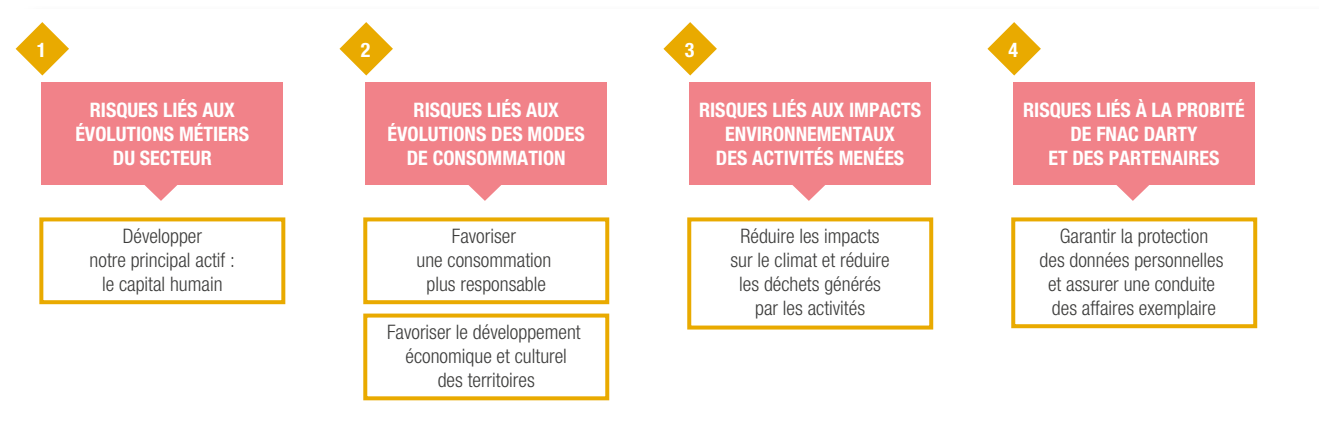 1
RISQUES LIÉS AUX
ÉVOLUTIONS MÉTIERS
DU SECTEUR
Développer
notre principal actif :
le capital humain
2
RISQUES LIÉS AUX
ÉVOLUTIONS DES MODES
DE CONSOMMATION
Favoriser
une consommation
plus responsable
Favoriser le développement
économique et culturel
des territoires
3
RISQUES LIÉS AUX IMPACTS
ENVIRONNEMENTAUX
DES ACTIVITÉS MENÉES
Réduire les impacts
sur le climat et réduire
les déchets générés
par les activités
4
RISQUES LIÉS À LA PROBITÉ
DE FNAC DARTY
ET DES PARTENAIRES
Garantir la protection
des données personnelles
et assurer une conduite
des affaires exemplaire